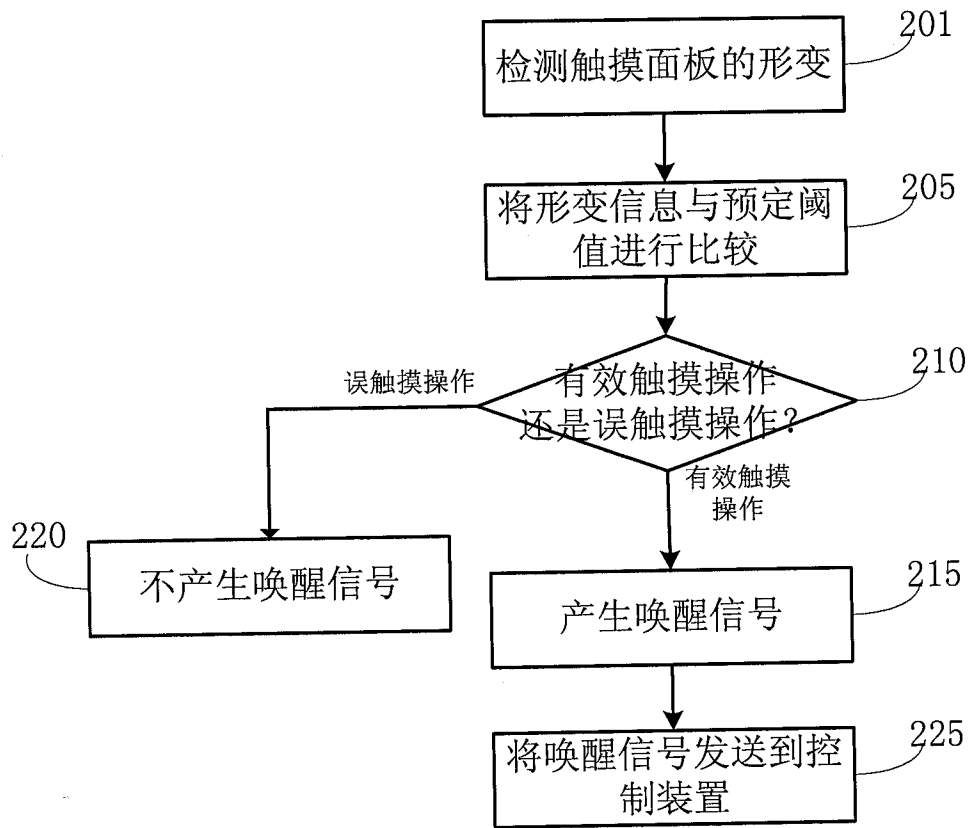 201
检测触摸面板的形变
205
将形变信息与预定阈
值进行比较
210
有效触摸操作
还是误触摸操作?
误触摸操作
有效触摸
操作
220
不产生唤醒信号
215
产生唤醒信号
225
将唤醒信号发送到控
制装置